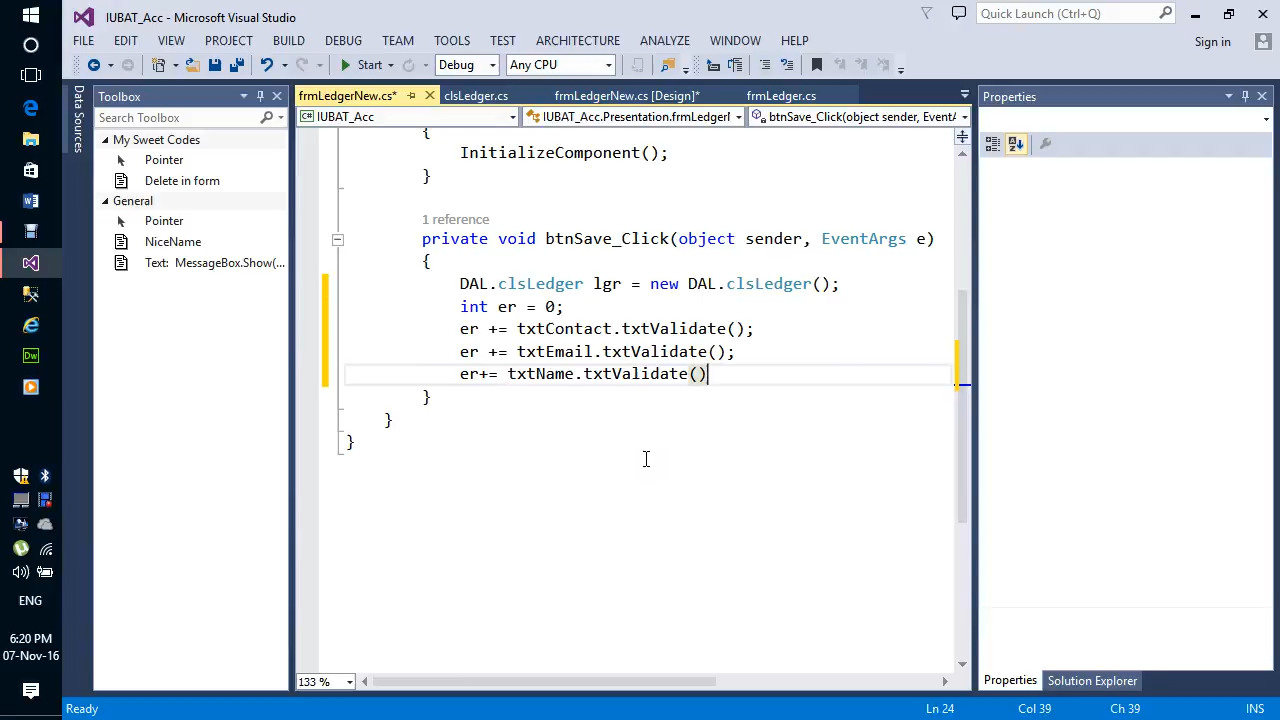 IUBAT_Acc - Microsoft Visual Studio
Quick Launch (Ctrl+Q)
FILE EDIT VIEW PROJECT BUILD DEBUG TEAM TOOLS TEST ARCHITECTURE ANALYZE WINDOW HELP
Sign in
Start Debug Any CPU
Data Sources
Toolbox
Search Toolbox
My Sweet Codes
Pointer
Delete in form
General
Pointer
NiceName
Text: MessageBox.Show(...
frmLedgerNew.cs* clsLedger.cs frmLedgerNew.cs [Design]* frmLedger.cs
IUBAT_Acc IUBAT_Acc.Presentation.frmLedgerI btnSave_Click(object sender, EventA
{
InitializeComponent();
}
1 reference
private void btnSave_Click(object sender, EventArgs e)
{
DAL.clsLedger lgr = new DAL.clsLedger();
int er = 0;
er += txtContact.txtValidate();
er += txtEmail.txtValidate();
er+= txtName.txtValidate()
}
}
}
133 %
Properties
Properties Solution Explorer
Dw
ENG
6:20 PM
07-Nov-16
Ready Ln 24 Col 39 Ch 39 INS